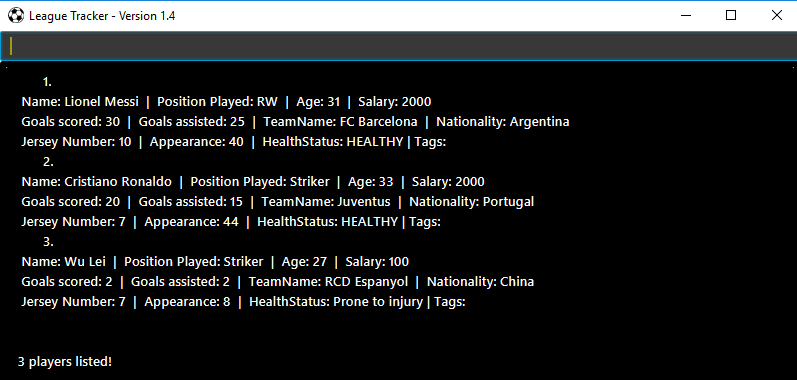 League Tracker - Version 1.4
1.
Name: Lionel Messi | Position Played: RW | Age: 31 | Salary: 2000
Goals scored: 30 | Goals assisted: 25 | TeamName: FC Barcelona | Nationality: Argentina
Jersey Number: 10 | Appearance: 40 | HealthStatus: HEALTHY | Tags:
2.
Name: Cristiano Ronaldo | Position Played: Striker | Age: 33 | Salary: 2000
Goals scored: 20 | Goals assisted: 15 | TeamName: Juventus | Nationality: Portugal
Jersey Number: 7 | Appearance: 44 | HealthStatus: HEALTHY | Tags:
3.
Name: Wu Lei | Position Played: Striker | Age: 27 | Salary: 100
Goals scored: 2 | Goals assisted: 2 | TeamName: RCD Espanyol | Nationality: China
Jersey Number: 7 | Appearance: 8 | HealthStatus: Prone to injury | Tags:
3 players listed!